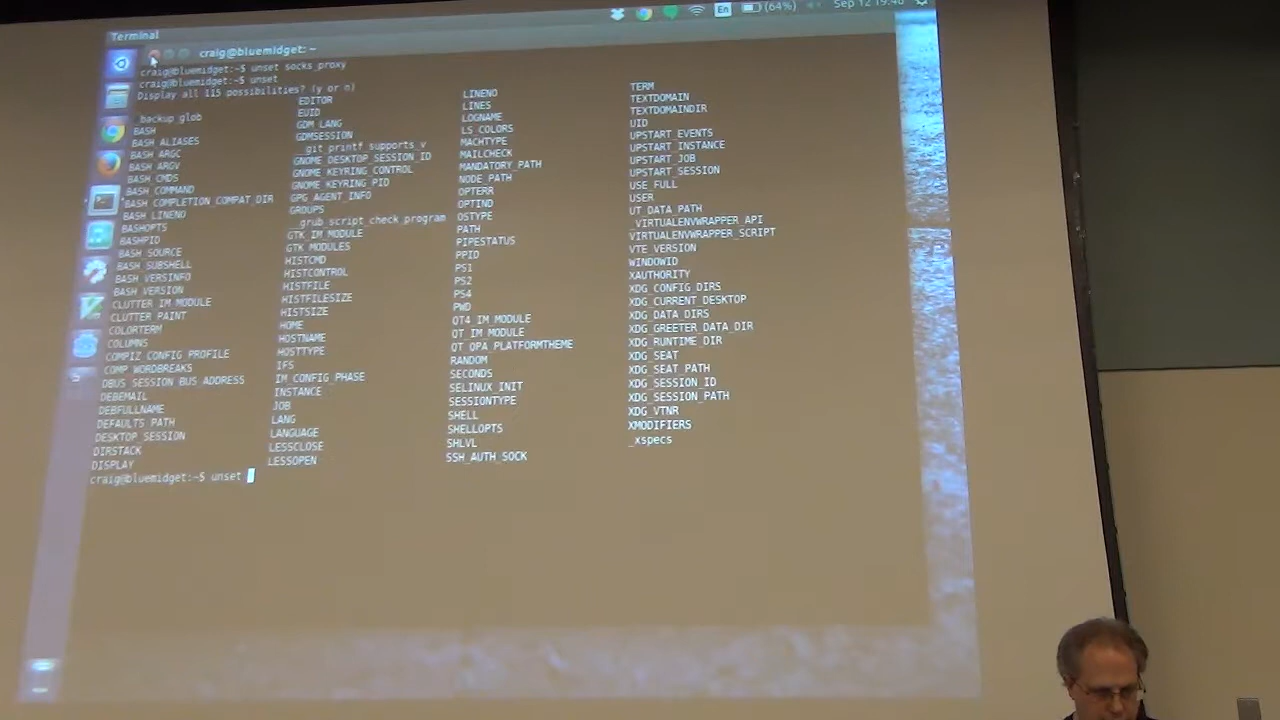 En (64%) Sep 12 19:46
Terminal
craig@bluemidget: ~
craig@bluemidget:~$ unset socks_proxy
craig@bluemidget:~$ unset
Display all 115 possibilities? (y or n)
_backup_glob
BASH
BASH_ALIASES
BASH_ARGC
BASH_ARGV
BASH_CMDS
BASH_COMMAND
BASH_COMPLETION_COMPAT_DIR
BASH_LINENO
BASHOPTS
BASHPID
BASH_SOURCE
BASH_SUBSHELL
BASH_VERSINFO
BASH_VERSION
CLUTTER_IM_MODULE
CLUTTER_PAINT
COLORTERM
COLUMNS
COMPIZ_CONFIG_PROFILE
COMP_WORDBREAKS
DBUS_SESSION_BUS_ADDRESS
DEBEMAIL
DEBFULLNAME
DEFAULTS_PATH
DESKTOP_SESSION
DIRSTACK
DISPLAY
EDITOR
EUID
GDM_LANG
GDMSESSION
__git_printf_supports_v
GNOME_DESKTOP_SESSION_ID
GNOME_KEYRING_CONTROL
GNOME_KEYRING_PID
GPG_AGENT_INFO
GROUPS
__grub_script_check_program
GTK_IM_MODULE
GTK_MODULES
HISTCMD
HISTCONTROL
HISTFILE
HISTFILESIZE
HISTSIZE
HOME
HOSTNAME
HOSTTYPE
IFS
IM_CONFIG_PHASE
INSTANCE
JOB
LANG
LANGUAGE
LESSCLOSE
LESSOPEN
LINENO
LINES
LOGNAME
LS_COLORS
MACHTYPE
MAILCHECK
MANDATORY_PATH
NODE_PATH
OPTERR
OPTIND
OSTYPE
PATH
PIPESTATUS
PPID
PS1
PS2
PS4
PWD
QT4_IM_MODULE
QT_IM_MODULE
QT_QPA_PLATFORMTHEME
RANDOM
SECONDS
SELINUX_INIT
SESSIONTYPE
SHELL
SHELLOPTS
SHLVL
SSH_AUTH_SOCK
TERM
TEXTDOMAIN
TEXTDOMAINDIR
UID
UPSTART_EVENTS
UPSTART_INSTANCE
UPSTART_JOB
UPSTART_SESSION
USE_FULL
USER
UT_DATA_PATH
_VIRTUALENVWRAPPER_API
VIRTUALENVWRAPPER_SCRIPT
VTE_VERSION
WINDOWID
XAUTHORITY
XDG_CONFIG_DIRS
XDG_CURRENT_DESKTOP
XDG_DATA_DIRS
XDG_GREETER_DATA_DIR
XDG_RUNTIME_DIR
XDG_SEAT
XDG_SEAT_PATH
XDG_SESSION_ID
XDG_SESSION_PATH
XDG_VTNR
XMODIFIERS
_xspecs
craig@bluemidget:~$ unset